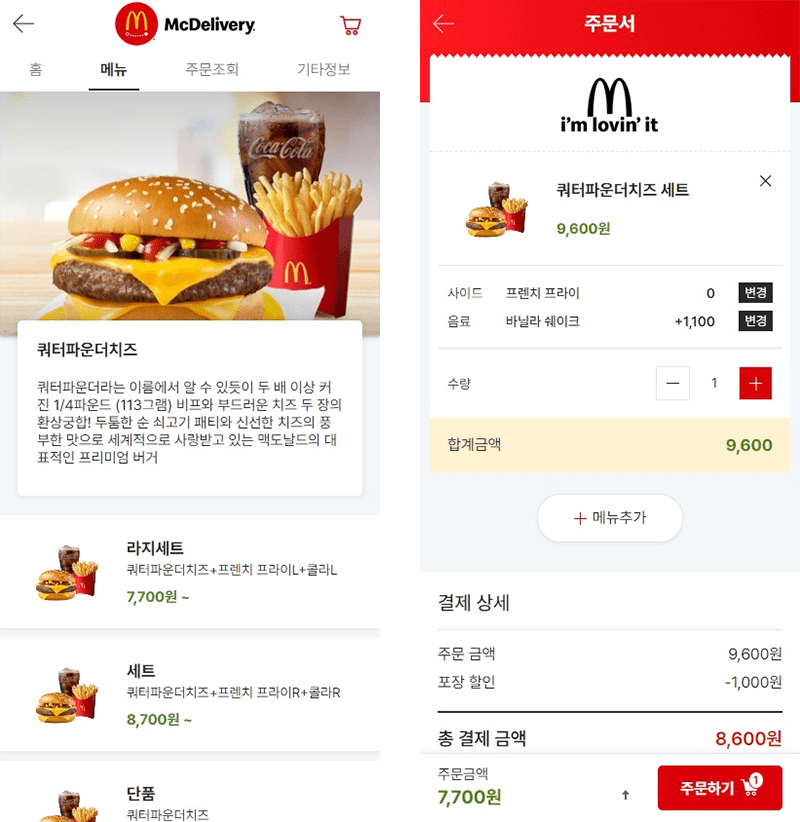 McDelivery
홈 메뉴 주문조회 기타정보
Coca-Cola
쿼터파운더치즈
쿼터파운더라는 이름에서 알 수 있듯이 두 배 이상 커
진 1/4파운드 (113그램) 비프와 부드러운 치즈 두 장의
환상궁합! 두툼한 순 쇠고기 패티와 신선한 치즈의 풍
부한 맛으로 세계적으로 사랑받고 있는 맥도날드의 대
표적인 프리미엄 버거
라지세트
쿼터파운더치즈+프렌치 프라이L+콜라L
7,700원 ~
세트
쿼터파운더치즈+프렌치 프라이R+콜라R
8,700원 ~
단품
쿼터파운더치즈
주문서
i'm lovin' it
쿼터파운더치즈 세트
9,600원
사이드 프렌치 프라이 0 변경
음료 바닐라 쉐이크 +1,100 변경
수량 1
합계금액 9,600
+ 메뉴추가
결제 상세
주문 금액 9,600원
포장 할인 -1,000원
총 결제 금액 8,600원
주문금액
7,700원
주문하기 1